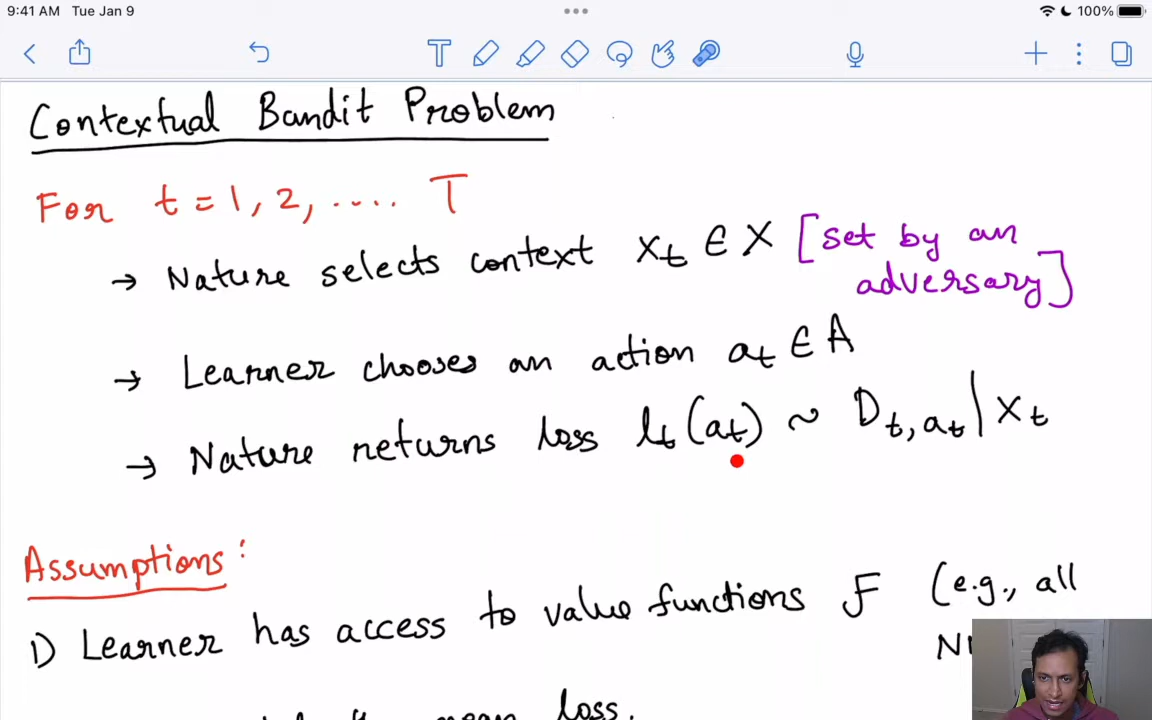 9:41 AM Tue Jan 9
100%
Contextual Bandit Problem
For t = 1, 2, .... T
→ Nature selects context xt ∈ X [set by an
adversary]
→ Learner chooses an action at ∈ A
→ Nature returns loss lt(at) ~ Dt,at | xt
Assumptions:
1) Learner has access to value functions F (e.g., all
mean loss.